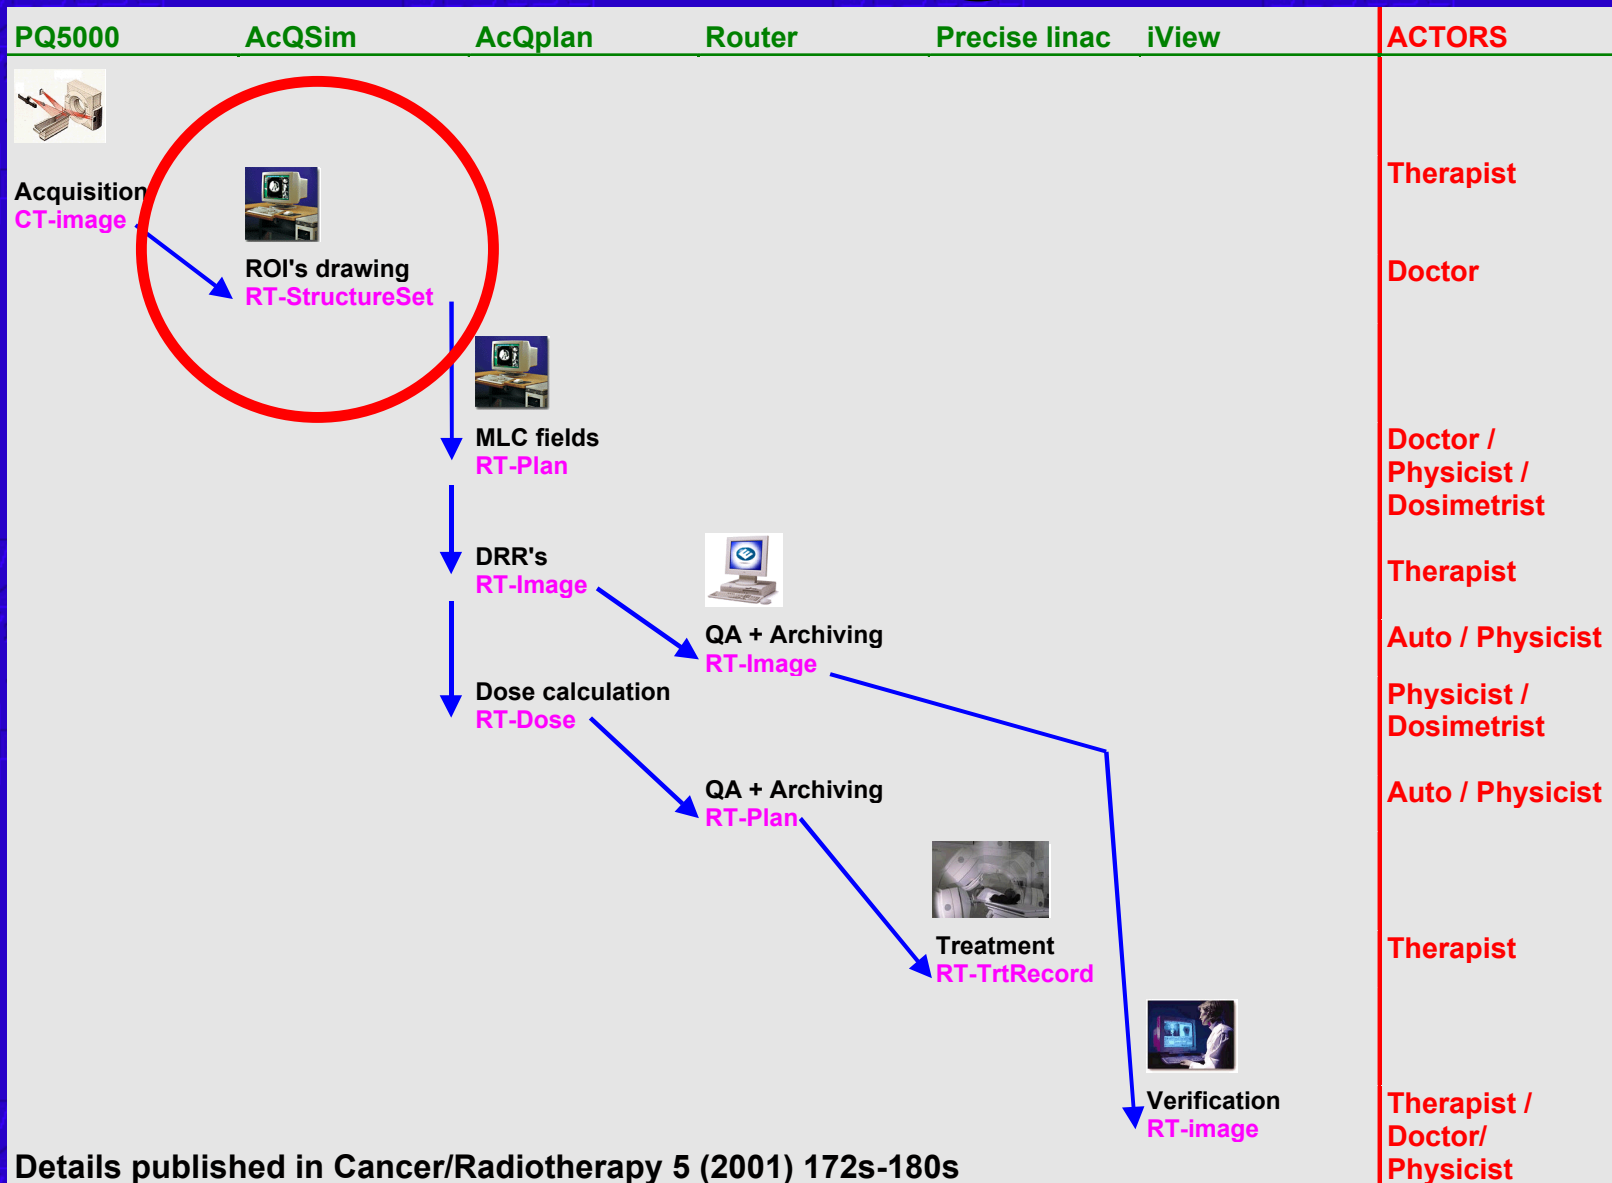 PQ5000 AcQSim AcQplan Router Precise linac iView ACTORS
Acquisition Therapist
CT-image
ROI's drawing Doctor
RT-StructureSet
MLC fields Doctor /
RT-Plan Physicist /
Dosimetrist
DRR's Therapist
RT-Image
QA + Archiving Auto / Physicist
RT-Image
Dose calculation Physicist /
RT-Dose Dosimetrist
QA + Archiving Auto / Physicist
RT-Plan
Treatment Therapist
RT-TrtRecord
Verification Therapist /
RT-image Doctor/
Details published in Cancer/Radiotherapy 5 (2001) 172s-180s Physicist